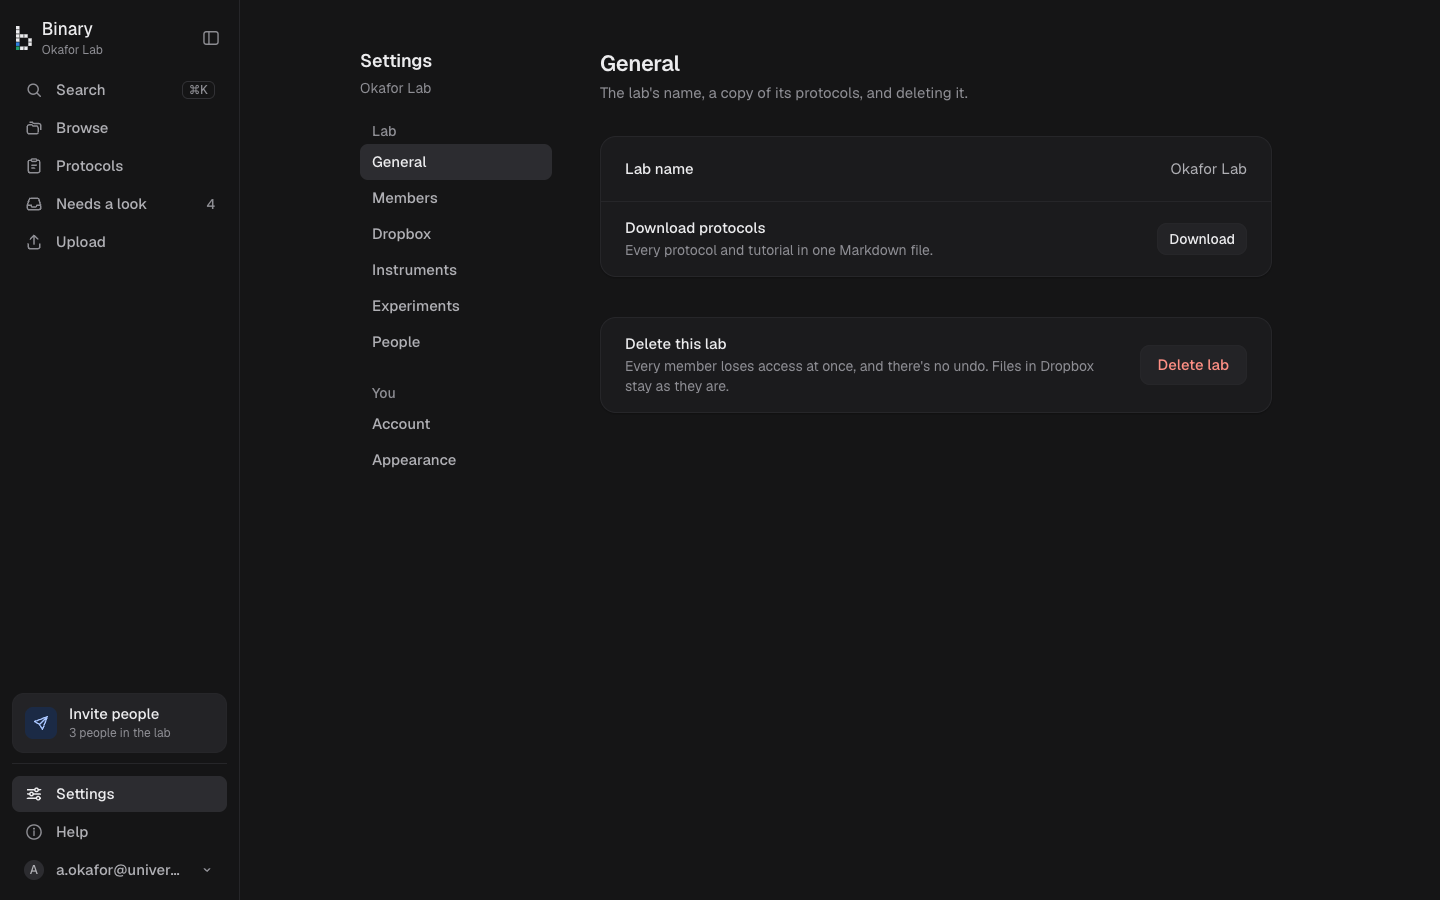 Binary
Okafor Lab
Search ⌘K
Browse
Protocols
Needs a look 4
Upload
Invite people
3 people in the lab
Settings
Help
A a.okafor@univer...
Settings
Okafor Lab
Lab
General
Members
Dropbox
Instruments
Experiments
People
You
Account
Appearance
General
The lab's name, a copy of its protocols, and deleting it.
Lab name Okafor Lab
Download protocols
Every protocol and tutorial in one Markdown file.
Download
Delete this lab
Every member loses access at once, and there's no undo. Files in Dropbox
stay as they are.
Delete lab